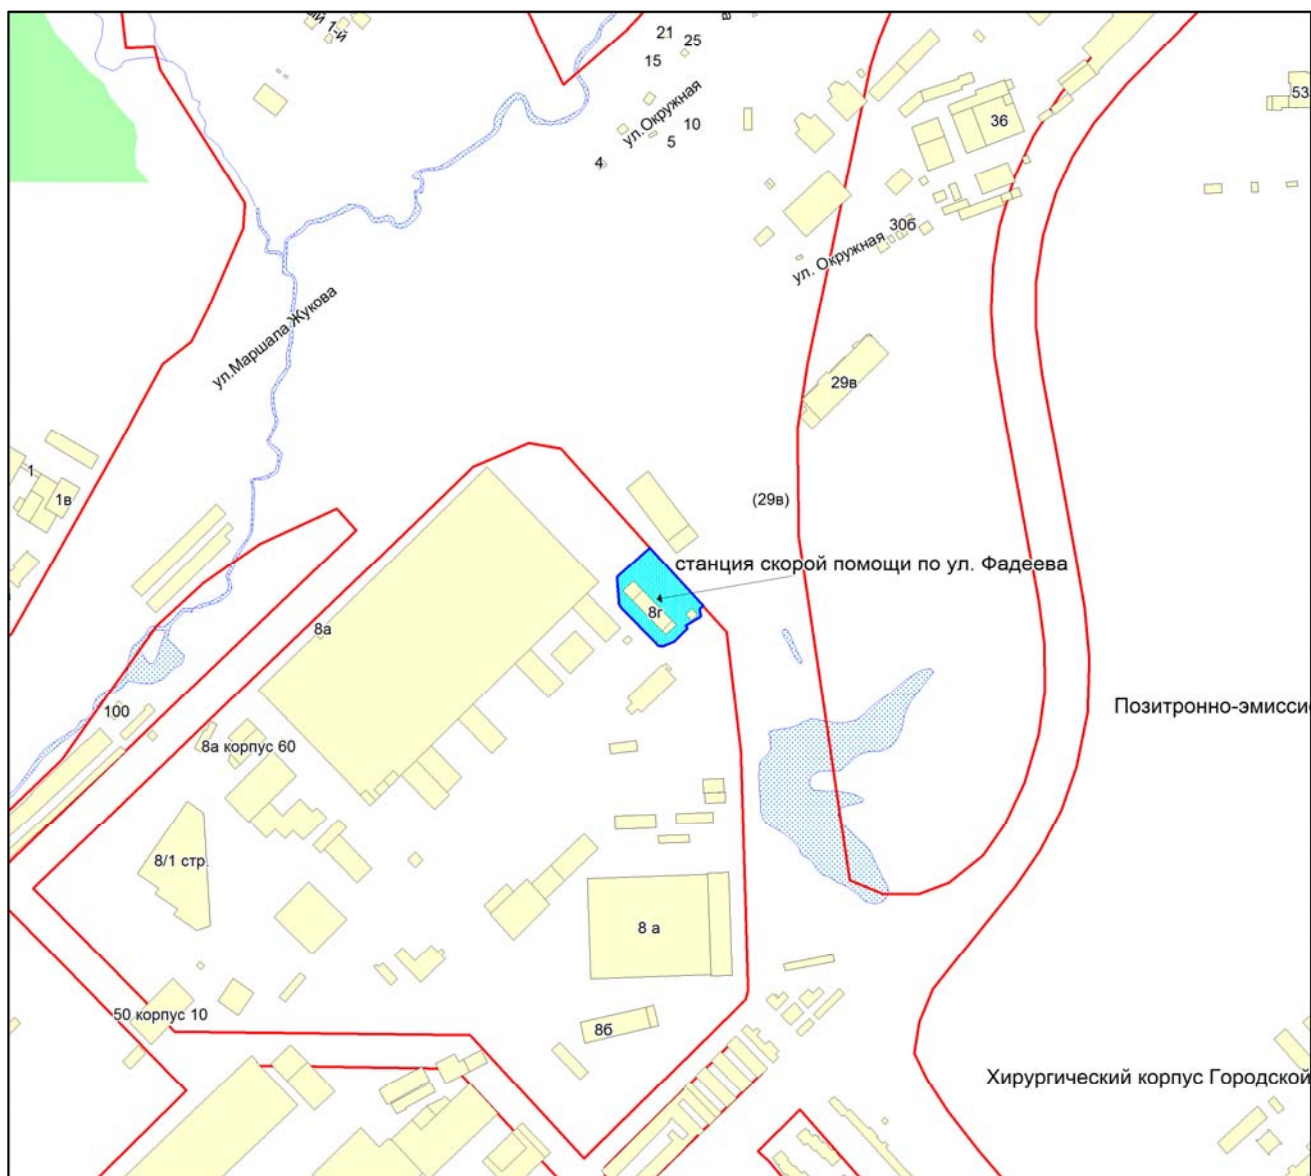 ый 1-й
21
25
15
ул.Окружная
10
5
4
36
53
30б
ул. Окружная
ул.Маршала Жукова
29в
1
1в
(29в)
станция скорой помощи по ул. Фадеева
8г
8а
100
Позитронно-эмисси
8а корпус 60
8/1 стр.
8 а
50 корпус 10
8б
Хирургический корпус Городской